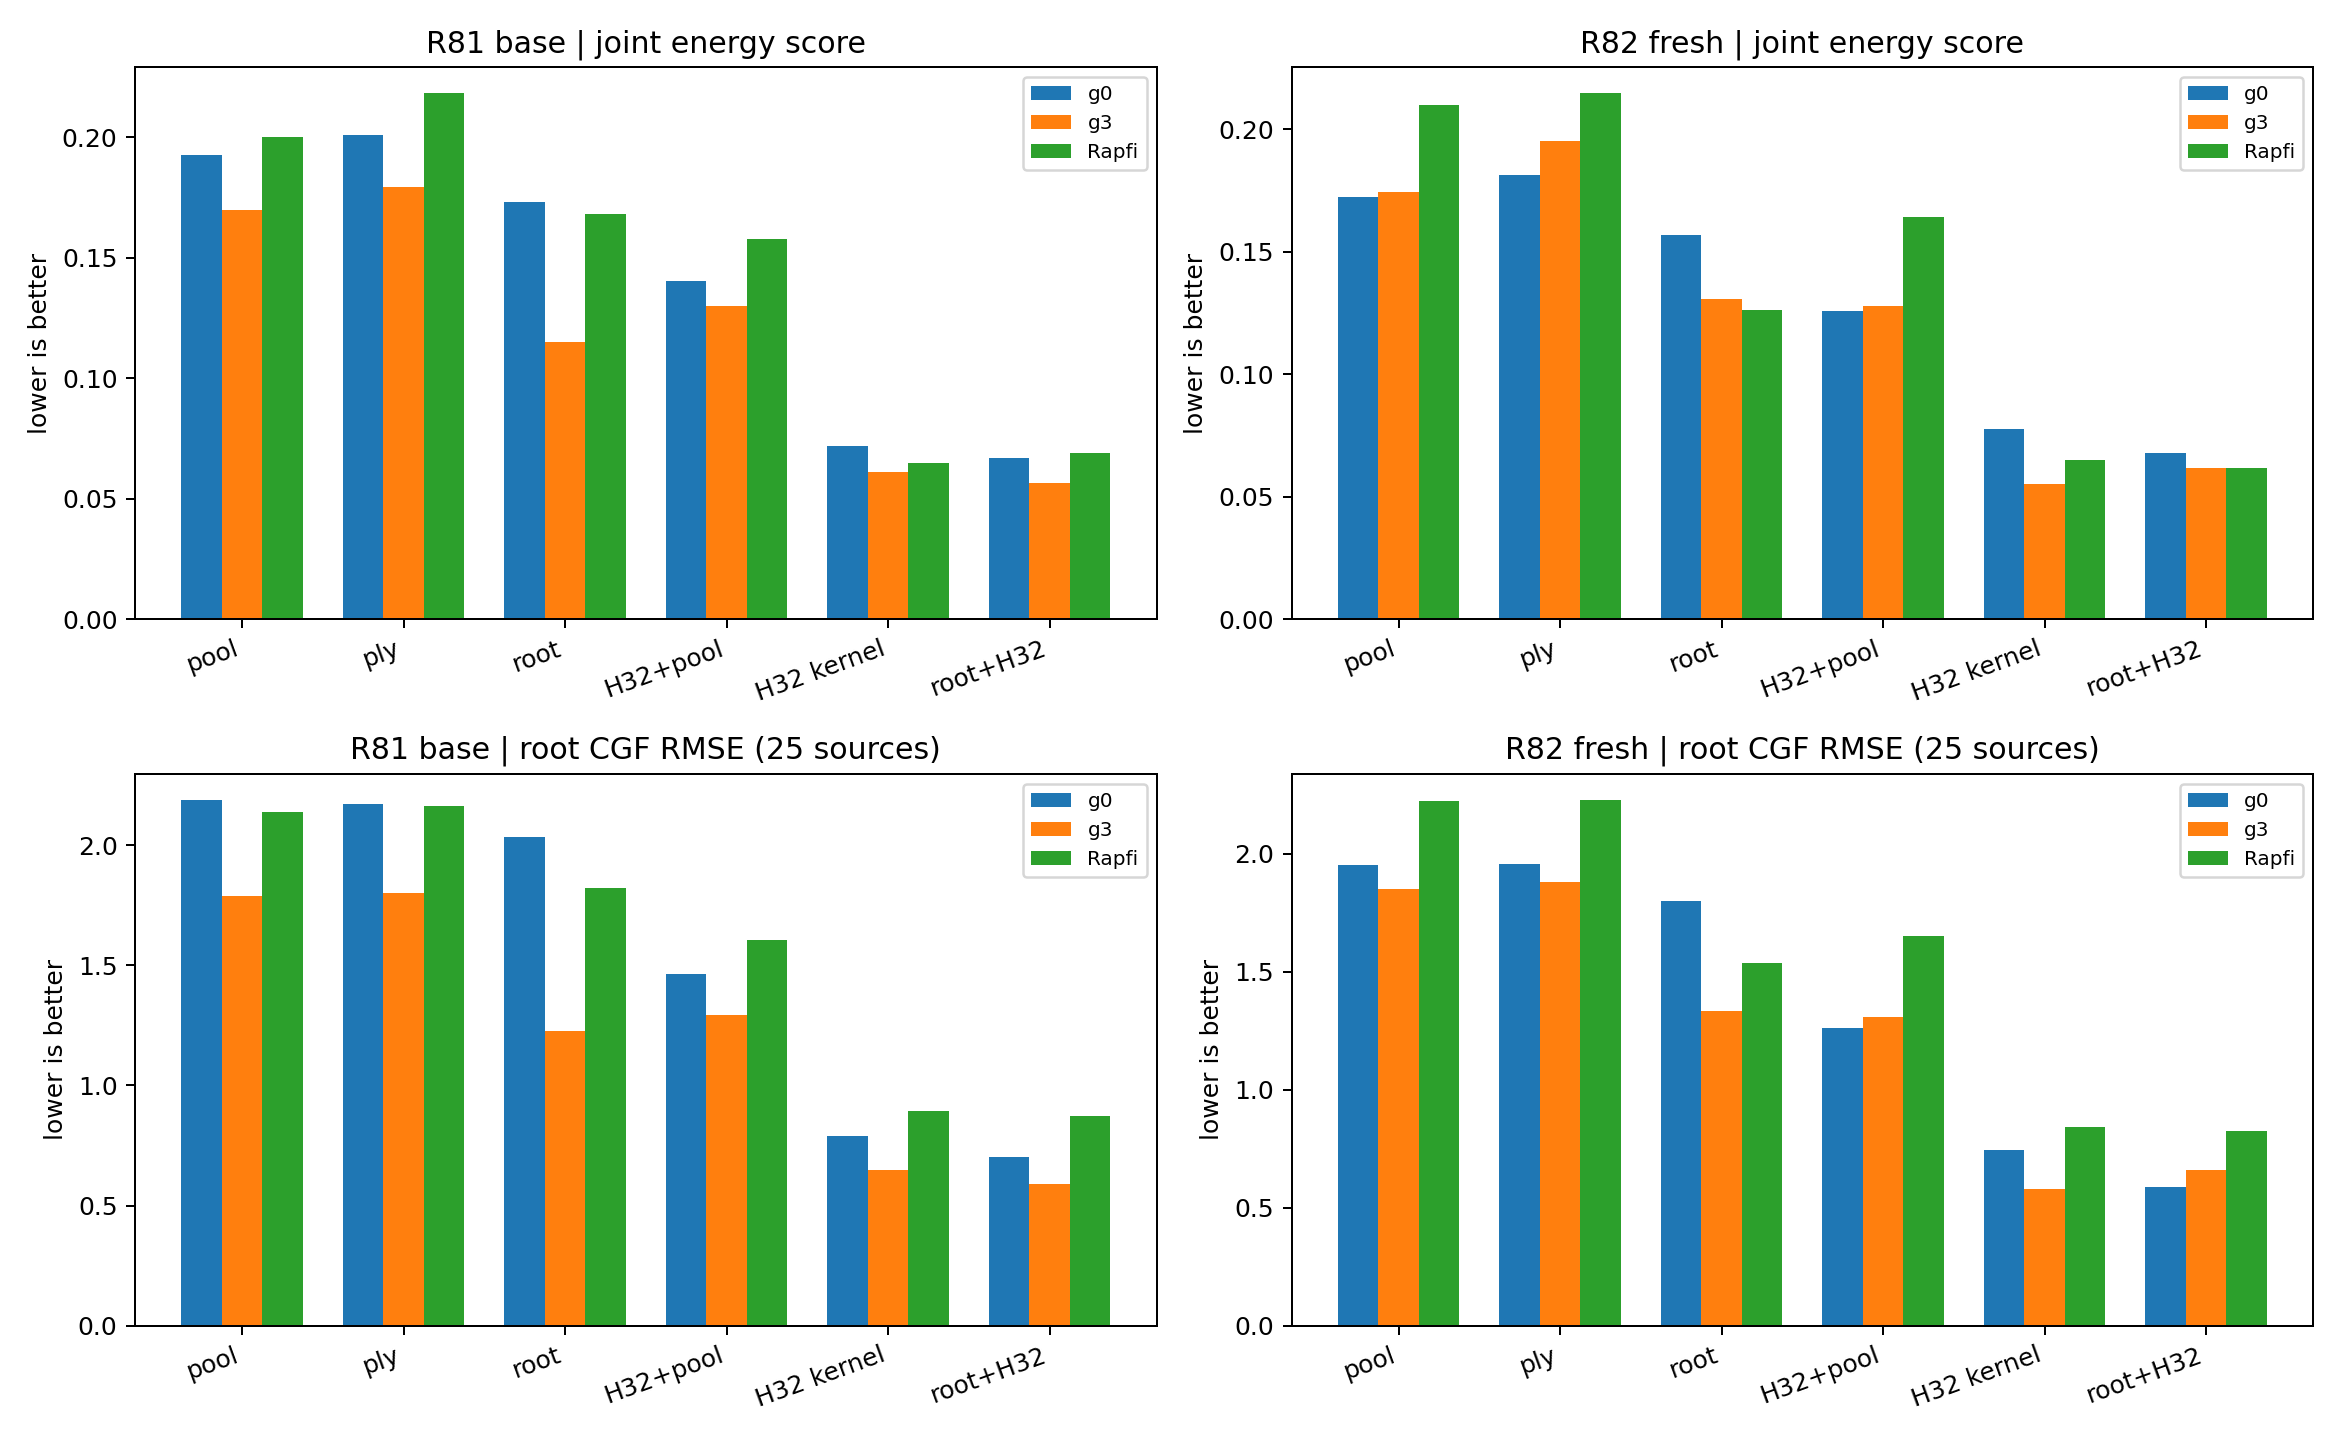 R81 base | joint energy score
lower is better
0.20
0.15
0.10
0.05
0.00
g0
g3
Rapfi
pool
ply
root
H32+pool
H32 kernel
root+H32
R82 fresh | joint energy score
lower is better
0.20
0.15
0.10
0.05
0.00
g0
g3
Rapfi
pool
ply
root
H32+pool
H32 kernel
root+H32
R81 base | root CGF RMSE (25 sources)
lower is better
2.0
1.5
1.0
0.5
0.0
g0
g3
Rapfi
pool
ply
root
H32+pool
H32 kernel
root+H32
R82 fresh | root CGF RMSE (25 sources)
lower is better
2.0
1.5
1.0
0.5
0.0
g0
g3
Rapfi
pool
ply
root
H32+pool
H32 kernel
root+H32